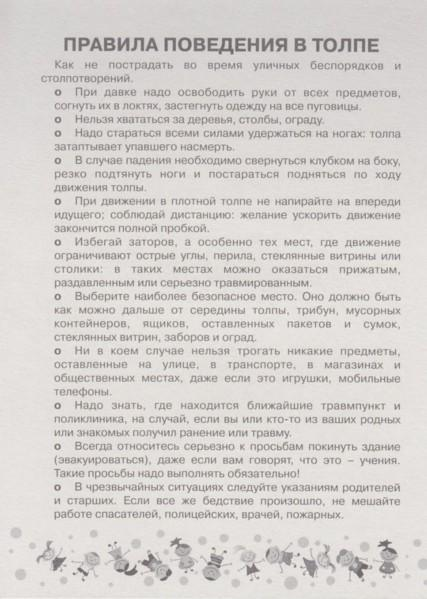 ПРАВИЛА ПОВЕДЕНИЯ В ТОЛПЕ
Как не пострадать во время уличных беспорядков и
столпотворений.
o При давке надо освободить руки от всех предметов,
согнуть их в локтях, застегнуть одежду на все пуговицы.
o Нельзя хвататься за деревья, столбы, ограду.
o Надо стараться всеми силами удержаться на ногах: толпа
затаптывает упавшего насмерть.
o В случае падения необходимо свернуться клубком на боку,
резко подтянуть ноги и постараться подняться по ходу
движения толпы.
o При движении в плотной толпе не напирайте на впереди
идущего; соблюдай дистанцию: желание ускорить движение
закончится полной пробкой.
o Избегай заторов, а особенно тех мест, где движение
ограничивают острые углы, перила, стеклянные витрины или
столики: в таких местах можно оказаться прижатым,
раздавленным или серьезно травмированным.
o Выберите наиболее безопасное место. Оно должно быть
как можно дальше от середины толпы, трибун, мусорных
контейнеров, ящиков, оставленных пакетов и сумок,
стеклянных витрин, заборов и оград.
o Ни в коем случае нельзя трогать никакие предметы,
оставленные на улице, в транспорте, в магазинах и
общественных местах, даже если это игрушки, мобильные
телефоны.
o Надо знать, где находится ближайшие травмпункт и
поликлиника, на случай, если вы или кто-то из ваших родных
или знакомых получил ранение или травму.
o Всегда относитесь серьезно к просьбам покинуть здание
(эвакуироваться), даже если вам говорят, что это – учения.
Такие просьбы надо выполнять обязательно!
o В чрезвычайных ситуациях следуйте указаниям родителей
и старших. Если все же бедствие произошло, не мешайте
работе спасателей, полицейских, врачей, пожарных.